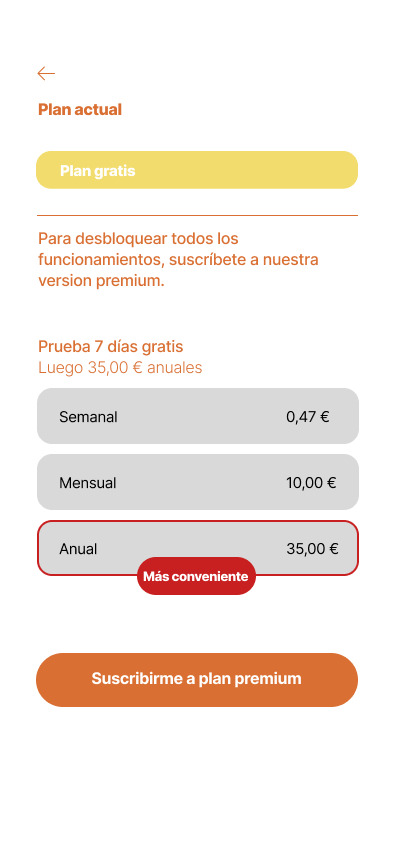 Plan actual
Plan gratis
Para desbloquear todos los
funcionamientos, suscríbete a nuestra
version premium.
Prueba 7 días gratis
Luego 35,00 € anuales
Semanal 0,47 €
Mensual 10,00 €
Anual 35,00 €
Más conveniente
Suscribirme a plan premium